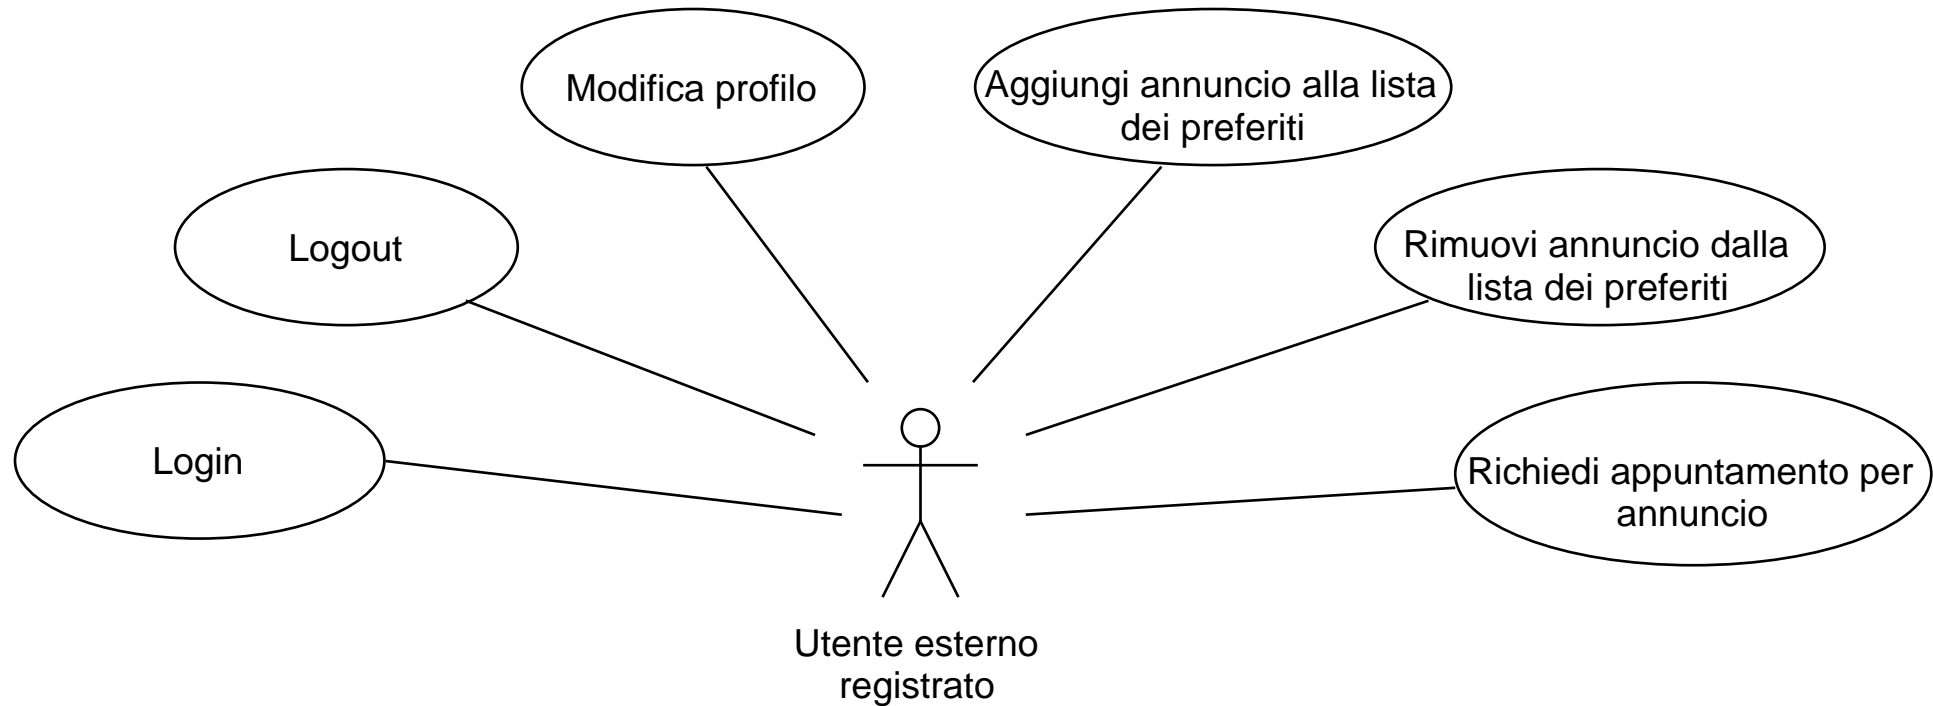 Modifica profilo
Aggiungi annuncio alla lista
dei preferiti
Logout
Rimuovi annuncio dalla
lista dei preferiti
Login
Richiedi appuntamento per
annuncio
Utente esterno
registrato